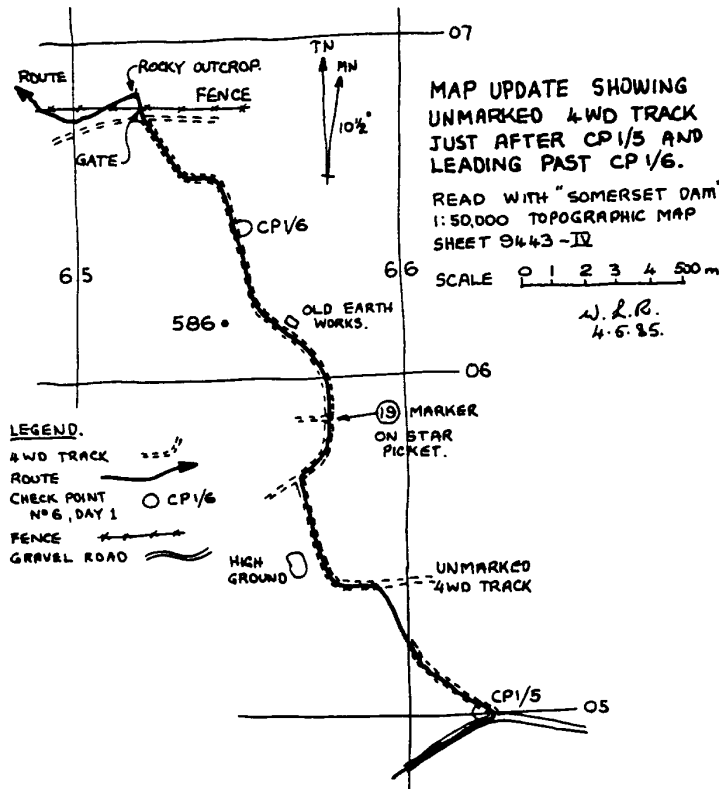 07
TN
MN
10½°
ROUTE
ROCKY OUTCROP.
FENCE
GATE
MAP UPDATE SHOWING
UNMARKED 4WD TRACK
JUST AFTER CP1/5 AND
LEADING PAST CP1/6.
READ WITH "SOMERSET DAM"
1:50,000 TOPOGRAPHIC MAP
SHEET 9443-IV
SCALE 0 1 2 3 4 500 m
W.L.R.
4.5.85.
CP1/6
65
66
586
OLD EARTH
WORKS.
06
19 MARKER
ON STAR
PICKET.
LEGEND.
4WD TRACK
ROUTE
CHECK POINT CP1/6
Nº6, DAY 1
FENCE
GRAVEL ROAD
HIGH
GROUND
UNMARKED
4WD TRACK
CP1/5
05